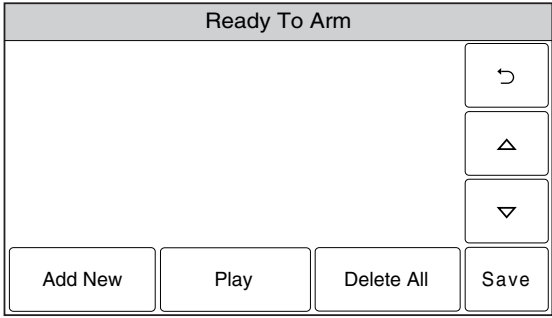 Ready To Arm
Add New
Play
Delete All
Save